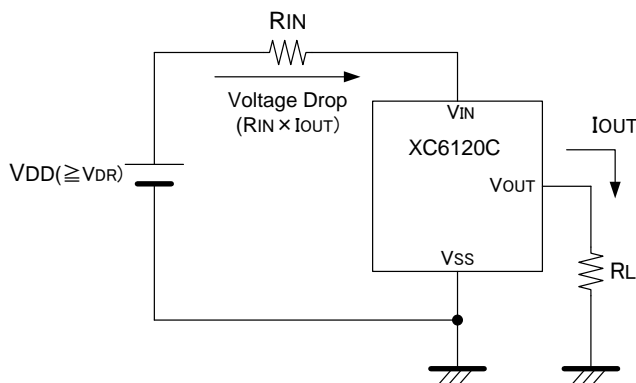 RIN
Voltage Drop
(RIN × IOUT)
VIN
XC6120C
IOUT
VDD(≧VDR)
VOUT
VSS
RL